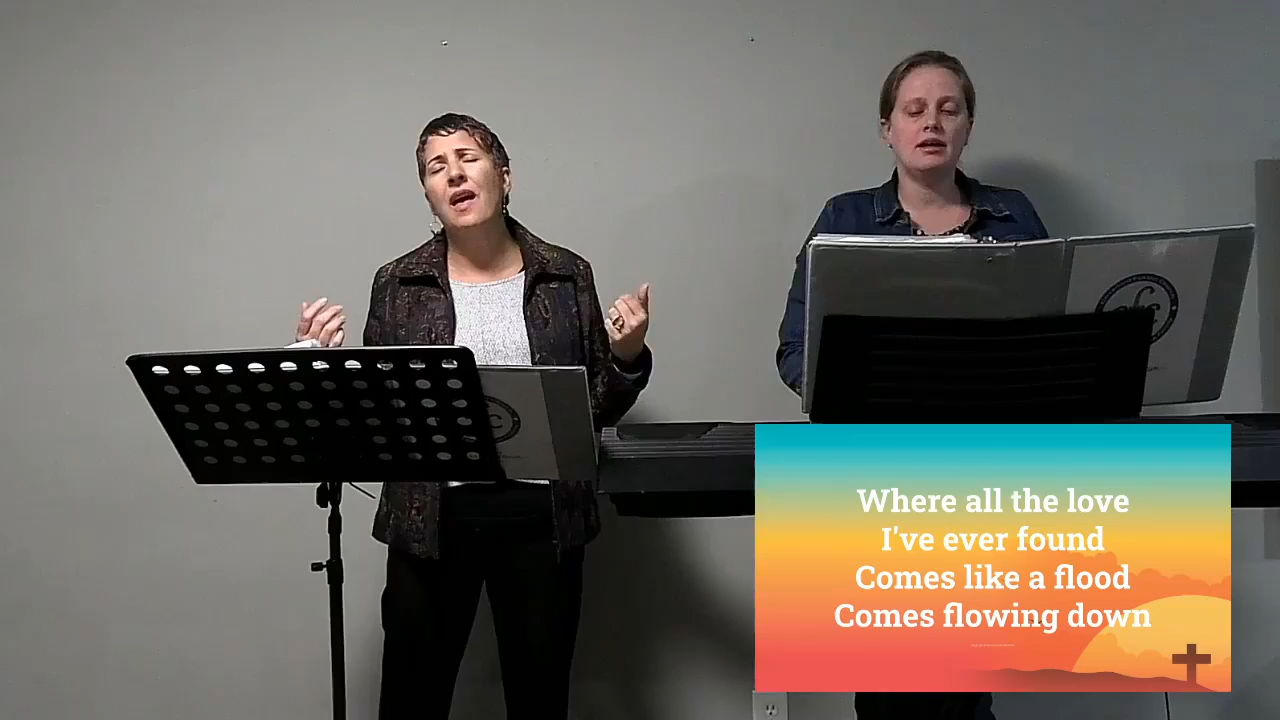 Where all the love
I've ever found
Comes like a flood
Comes flowing down